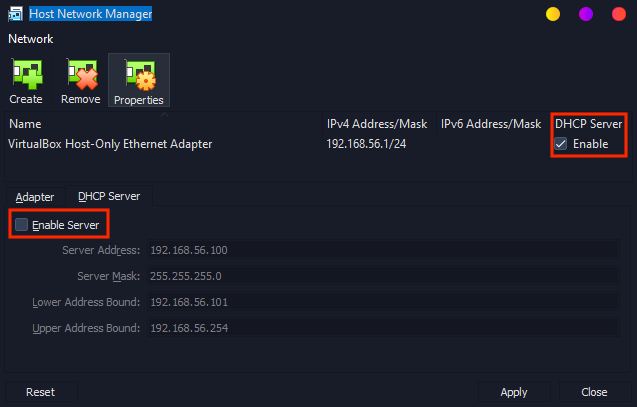 Host Network Manager
Network
Create Remove Properties
Name IPv4 Address/Mask IPv6 Address/Mask DHCP Server
VirtualBox Host-Only Ethernet Adapter 192.168.56.1/24 Enable
Adapter DHCP Server
Enable Server
Server Address: 192.168.56.100
Server Mask: 255.255.255.0
Lower Address Bound: 192.168.56.101
Upper Address Bound: 192.168.56.254
Reset Apply Close